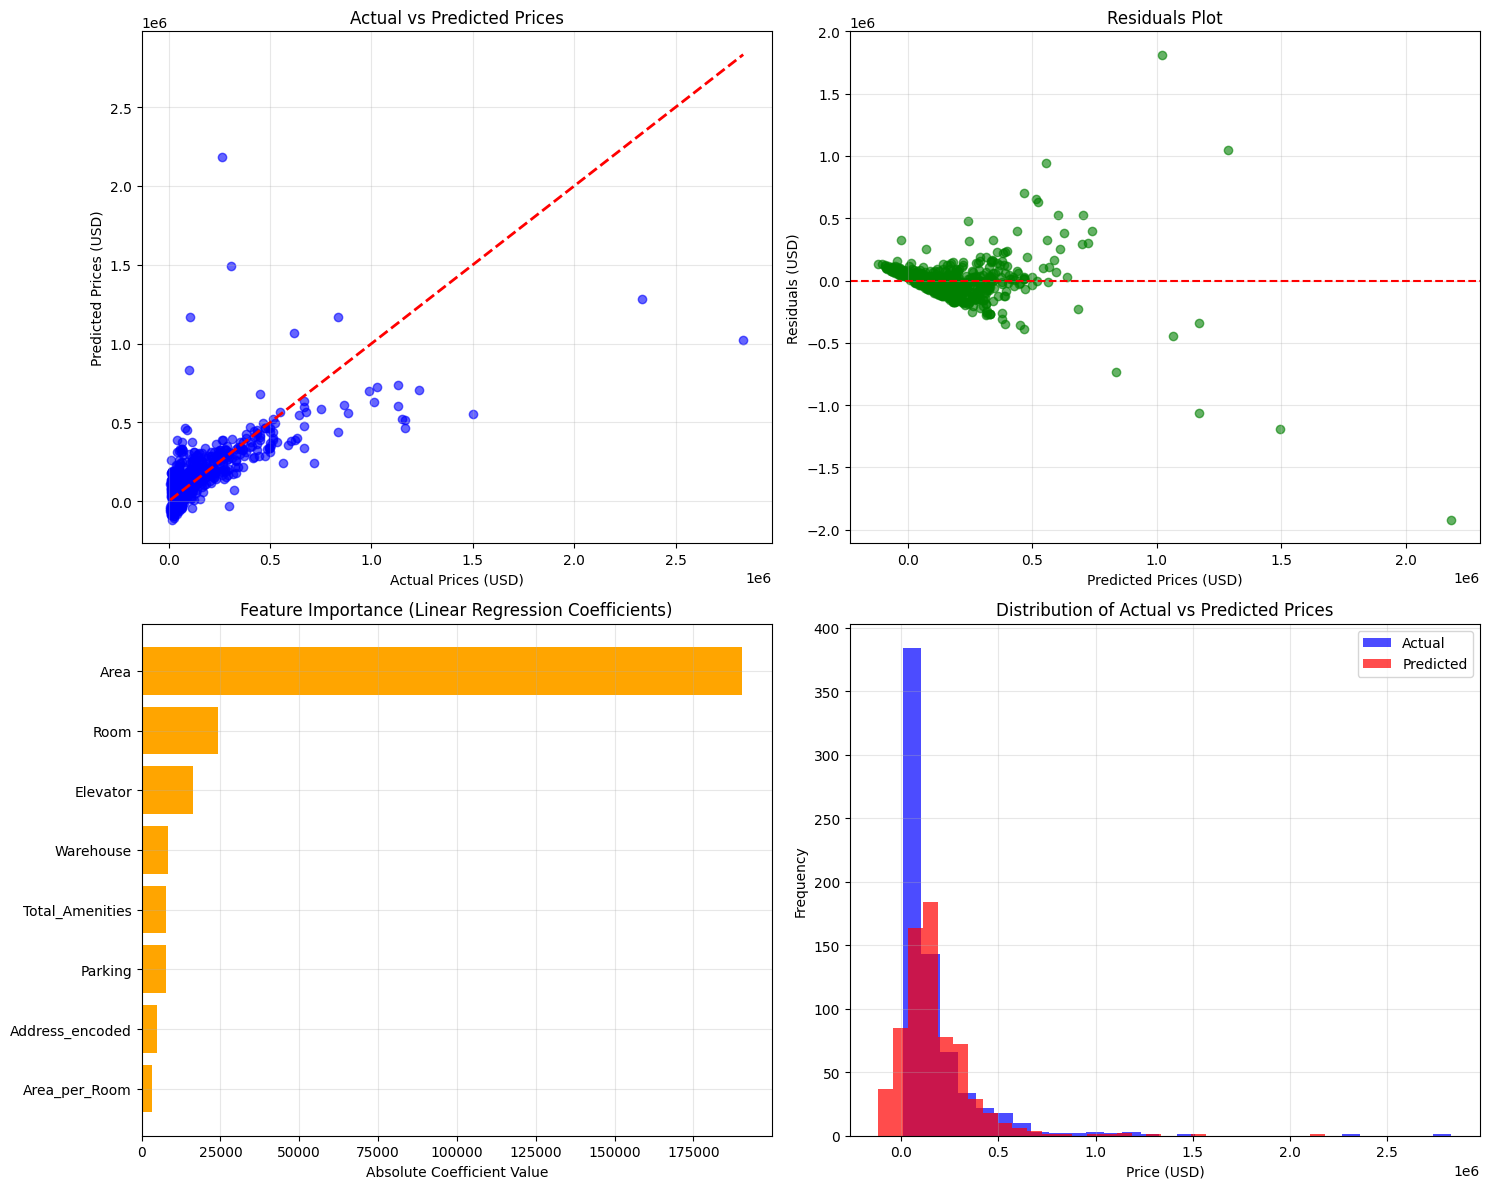 Actual vs Predicted Prices
1e6
Predicted Prices (USD)
2.5
2.0
1.5
1.0
0.5
0.0
0.0 0.5 1.0 1.5 2.0 2.5
1e6
Actual Prices (USD)
Residuals Plot
1e6
Residuals (USD)
2.0
1.5
1.0
0.5
0.0
−0.5
−1.0
−1.5
−2.0
0.0 0.5 1.0 1.5 2.0
1e6
Predicted Prices (USD)
Feature Importance (Linear Regression Coefficients)
Area
Room
Elevator
Warehouse
Total_Amenities
Parking
Address_encoded
Area_per_Room
0 25000 50000 75000 100000 125000 150000 175000
Absolute Coefficient Value
Distribution of Actual vs Predicted Prices
Actual
Predicted
Frequency
400
350
300
250
200
150
100
50
0
0.0 0.5 1.0 1.5 2.0 2.5
1e6
Price (USD)